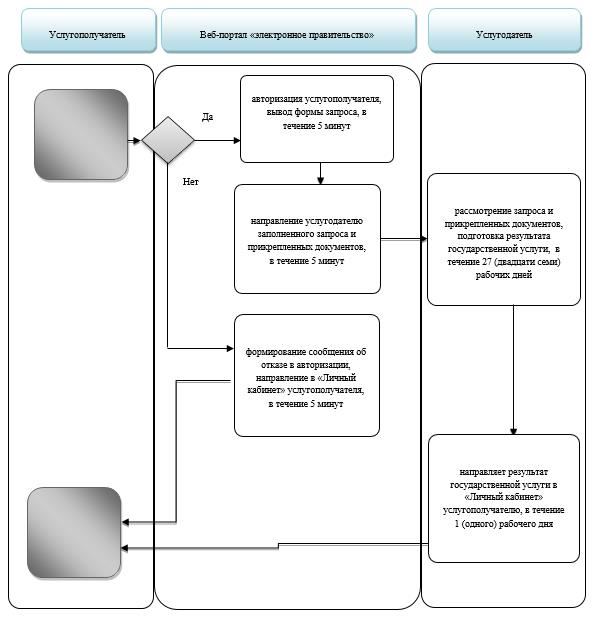 Услугополучатель
Веб-портал «электронное правительство»
Услугодатель
Да
авторизация услугополучателя,
вывод формы запроса, в
течение 5 минут
Нет
направление услугодателю
заполненного запроса и
прикрепленных документов,
в течение 5 минут
рассмотрение запроса и
прикрепленных документов,
подготовка результата
государственной услуги, в
течение 27 (двадцати семи)
рабочих дней
формирование сообщения об
отказе в авторизации,
направление в «Личный
кабинет» услугополучателя,
в течение 5 минут
направляет результат
государственной услуги в
«Личный кабинет»
услугополучателю, в течение
1 (одного) рабочего дня